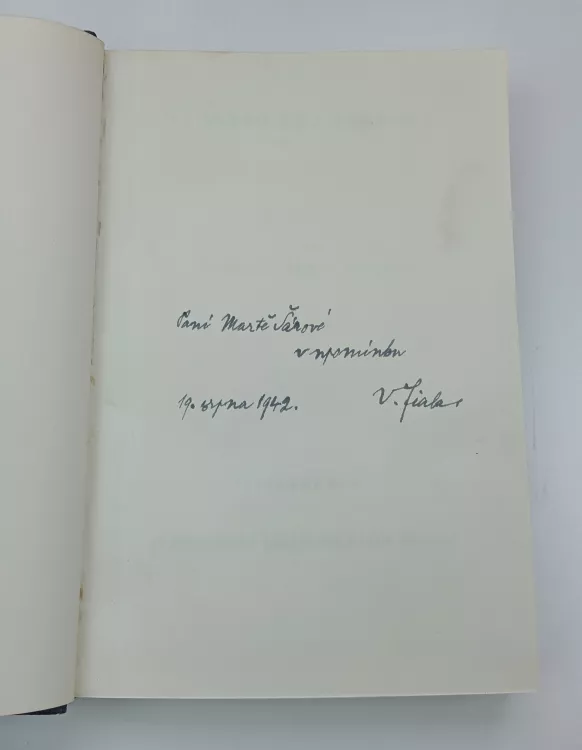 Paní Martě Šárové
v upomínku
19. srpna 1942.
V. Fiala